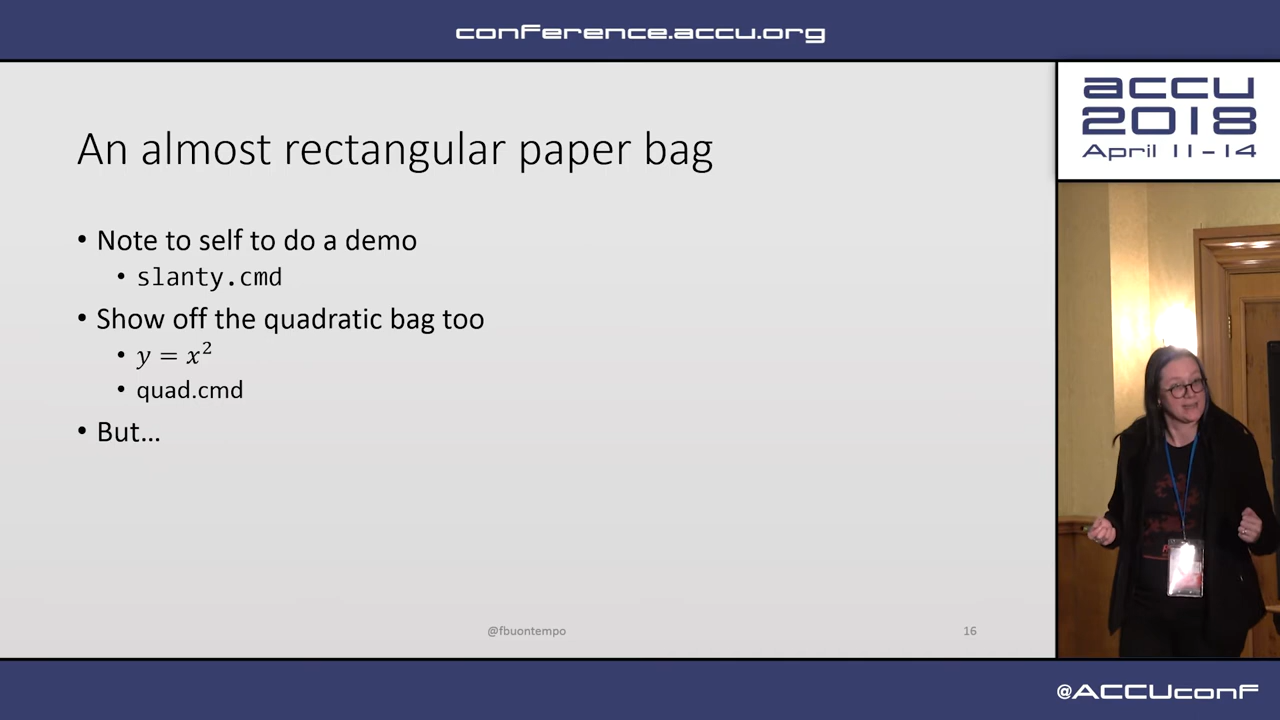 conference.accu.org
accu
2018
April 11-14
An almost rectangular paper bag
• Note to self to do a demo
• slanty.cmd
• Show off the quadratic bag too
• y = x²
• quad.cmd
• But...
@fbuontempo
16
@ACCUconf